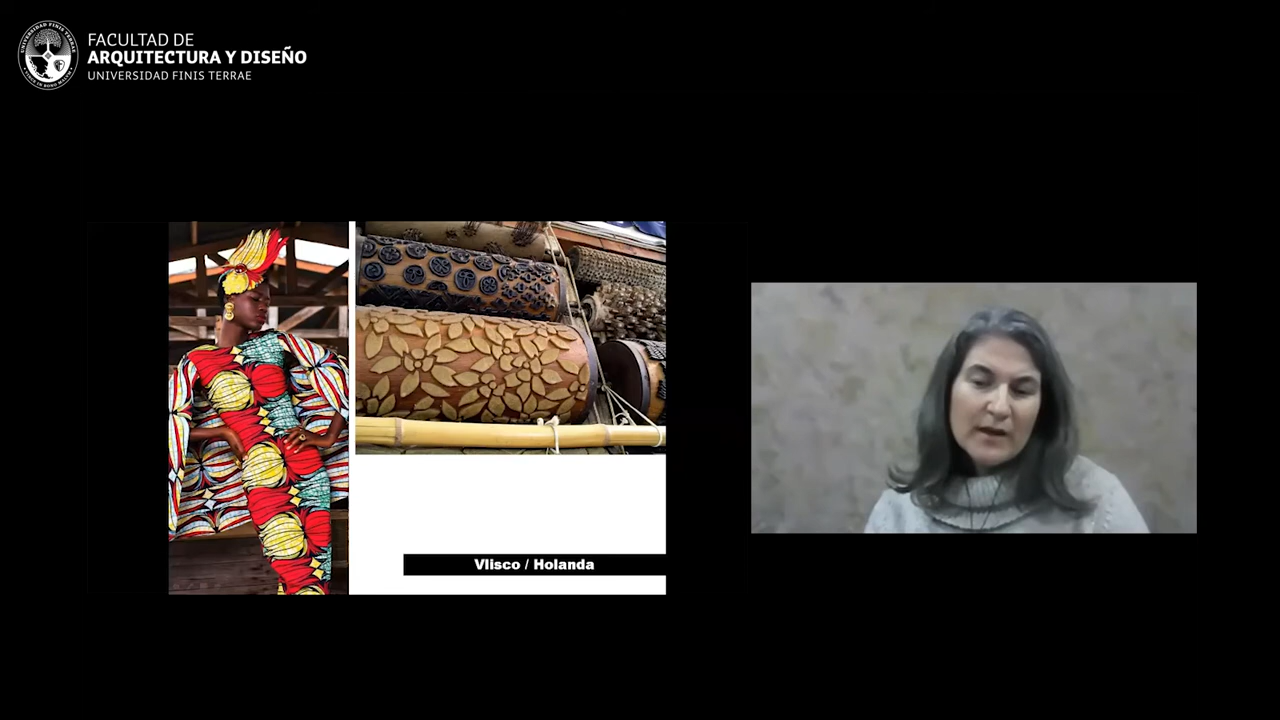 FACULTAD DE
ARQUITECTURA Y DISEÑO
UNIVERSIDAD FINIS TERRAE
Vlisco / Holanda